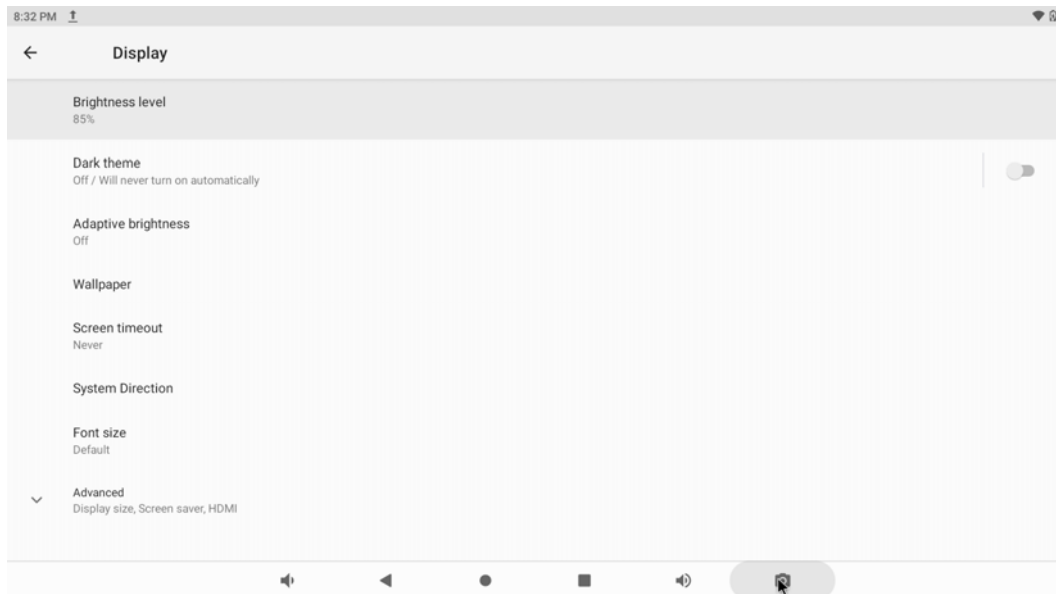 8:32 PM
Display
Brightness level
85%
Dark theme
Off / Will never turn on automatically
Adaptive brightness
Off
Wallpaper
Screen timeout
Never
System Direction
Font size
Default
Advanced
Display size, Screen saver, HDMI